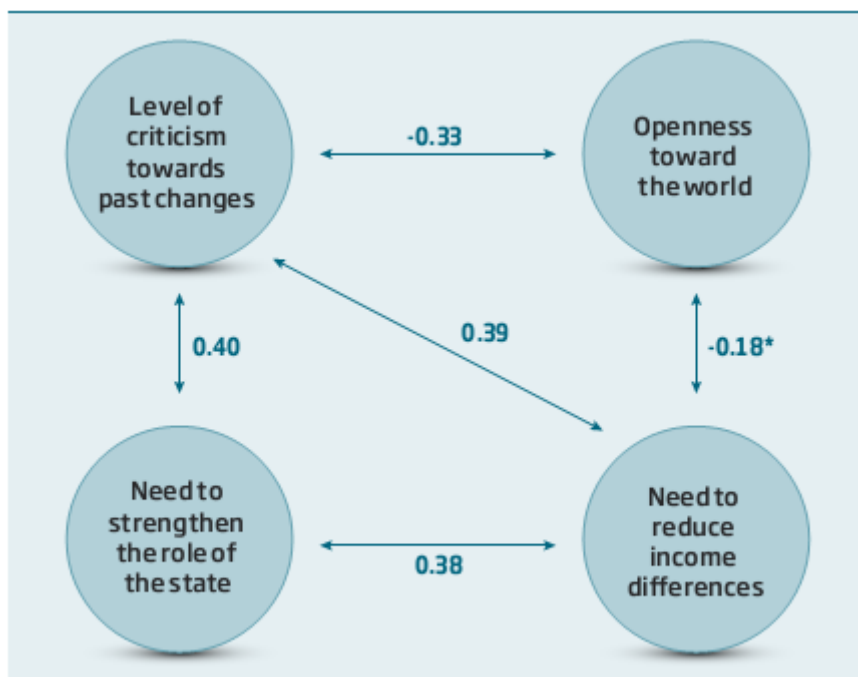 Level of
criticism
towards
past changes
-0.33
Openness
toward
the world
0.40
0.39
-0.18*
Need to
strengthen
the role of
the state
0.38
Need to
reduce
income
differences